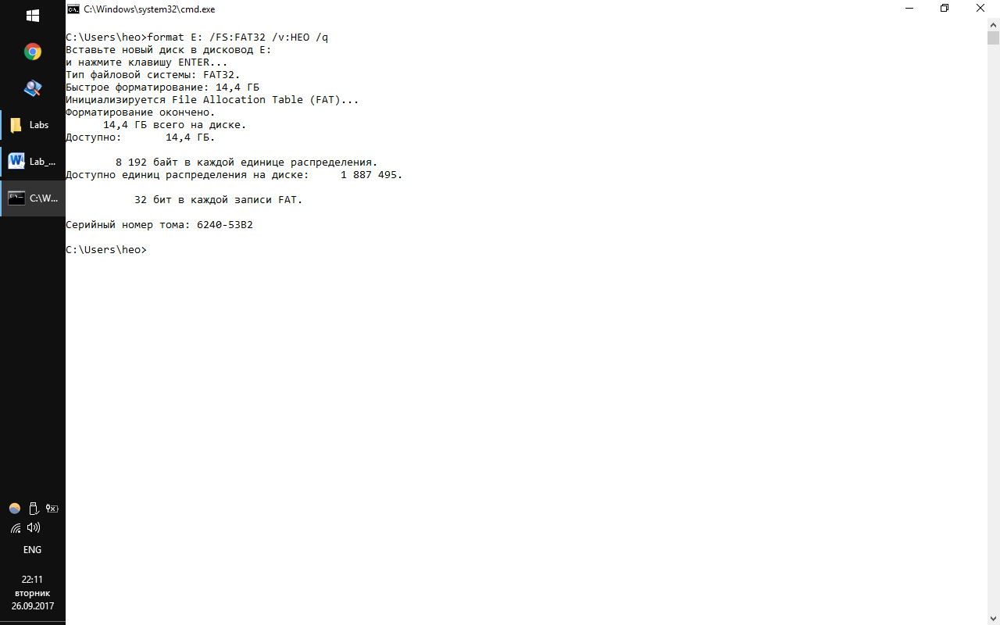 C:\Windows\system32\cmd.exe
C:\Users\heo>format E: /FS:FAT32 /v:HEO /q
Вставьте новый диск в дисковод E:
и нажмите клавишу ENTER...
Тип файловой системы: FAT32.
Быстрое форматирование: 14,4 ГБ
Инициализируется File Allocation Table (FAT)...
Форматирование окончено.
14,4 ГБ всего на диске.
Доступно: 14,4 ГБ.
8 192 байт в каждой единице распределения.
Доступно единиц распределения на диске: 1 887 495.
32 бит в каждой записи FAT.
Серийный номер тома: 6240-53B2
C:\Users\heo>
Labs
Lab_...
C:\W...
ENG
22:11
вторник
26.09.2017